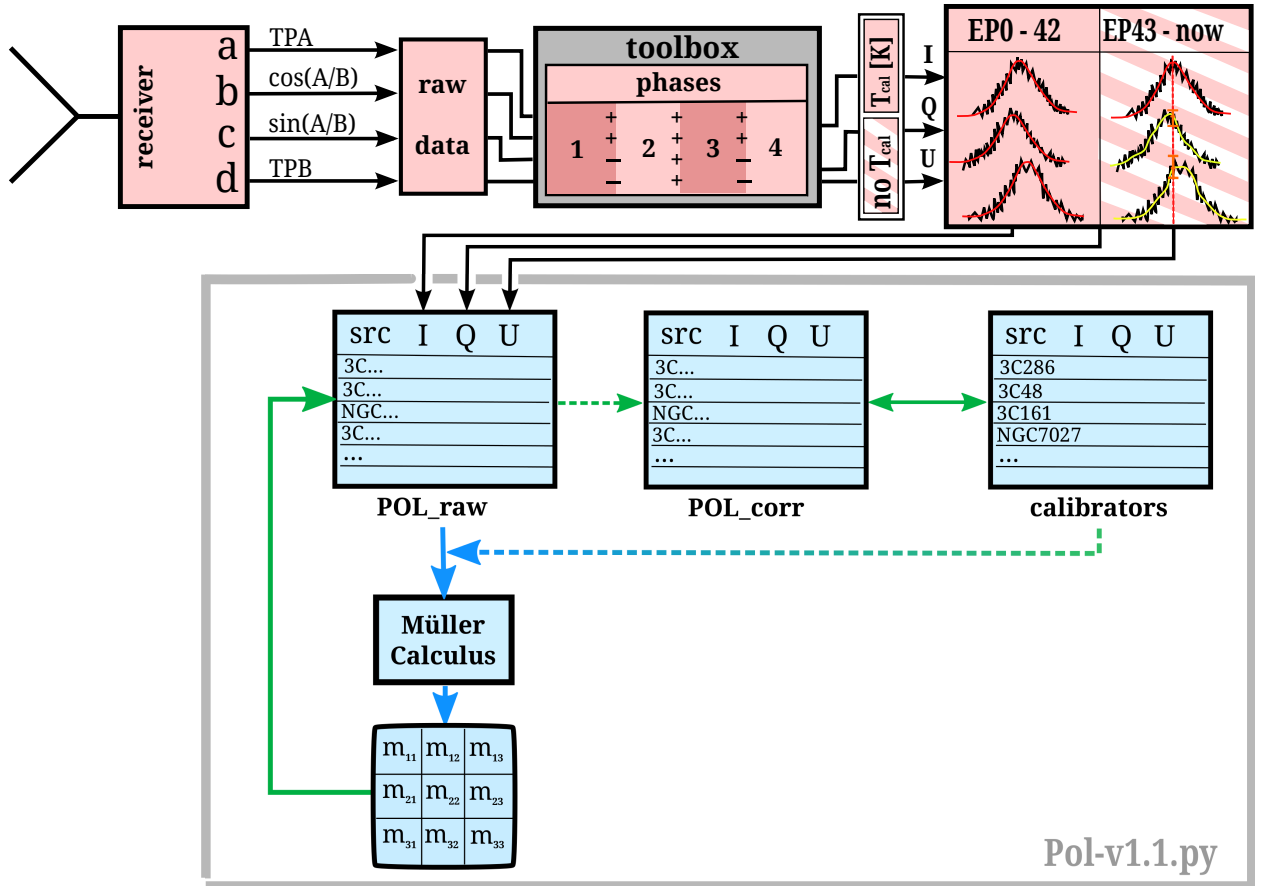 receiver
a
b
c
d
TPA
cos(A/B)
sin(A/B)
TPB
raw
data
toolbox
phases
1 + + − − 2 + + + + 3 + + − − 4
T_cal [K]
no T_cal
I
Q
U
EP0 - 42
EP43 - now
src I Q U
3C...
3C...
NGC...
3C...
...
POL_raw
src I Q U
3C...
3C...
NGC...
3C...
...
POL_corr
src I Q U
3C286
3C48
3C161
NGC7027
...
calibrators
Müller
Calculus
m₁₁ m₁₂ m₁₃
m₂₁ m₂₂ m₂₃
m₃₁ m₃₂ m₃₃
Pol-v1.1.py